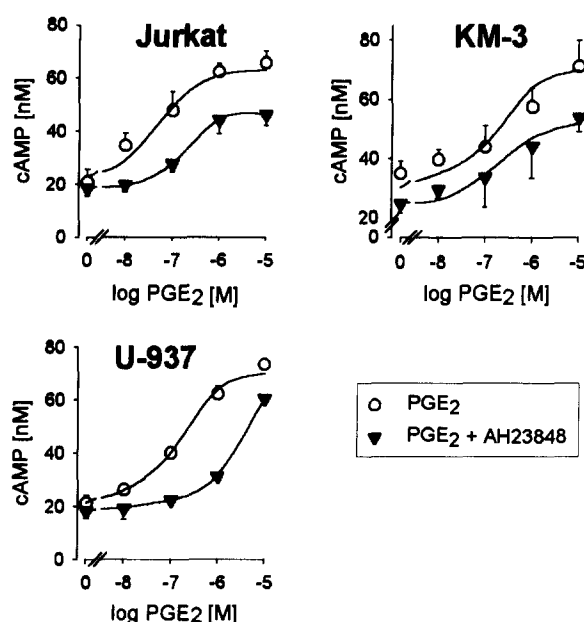 Jurkat
80
60
40
20
0
cAMP [nM]
0 -8 -7 -6 -5
log PGE₂ [M]
KM-3
80
60
40
20
0
cAMP [nM]
0 -8 -7 -6 -5
log PGE₂ [M]
U-937
80
60
40
20
0
cAMP [nM]
0 -8 -7 -6 -5
log PGE₂ [M]
PGE₂
PGE₂ + AH23848